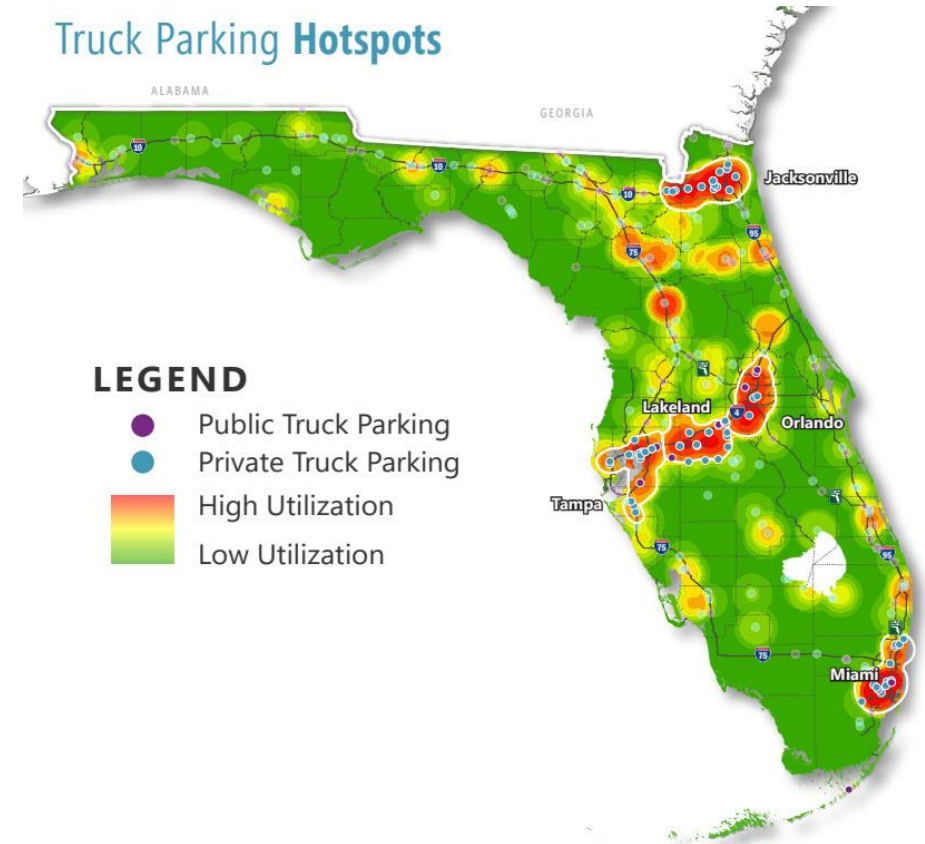 Truck Parking Hotspots
ALABAMA
GEORGIA
10
10
10
Jacksonville
95
75
LEGEND
Public Truck Parking
Private Truck Parking
High Utilization
Low Utilization
Lakeland
4
Orlando
Tampa
75
95
75
Miami